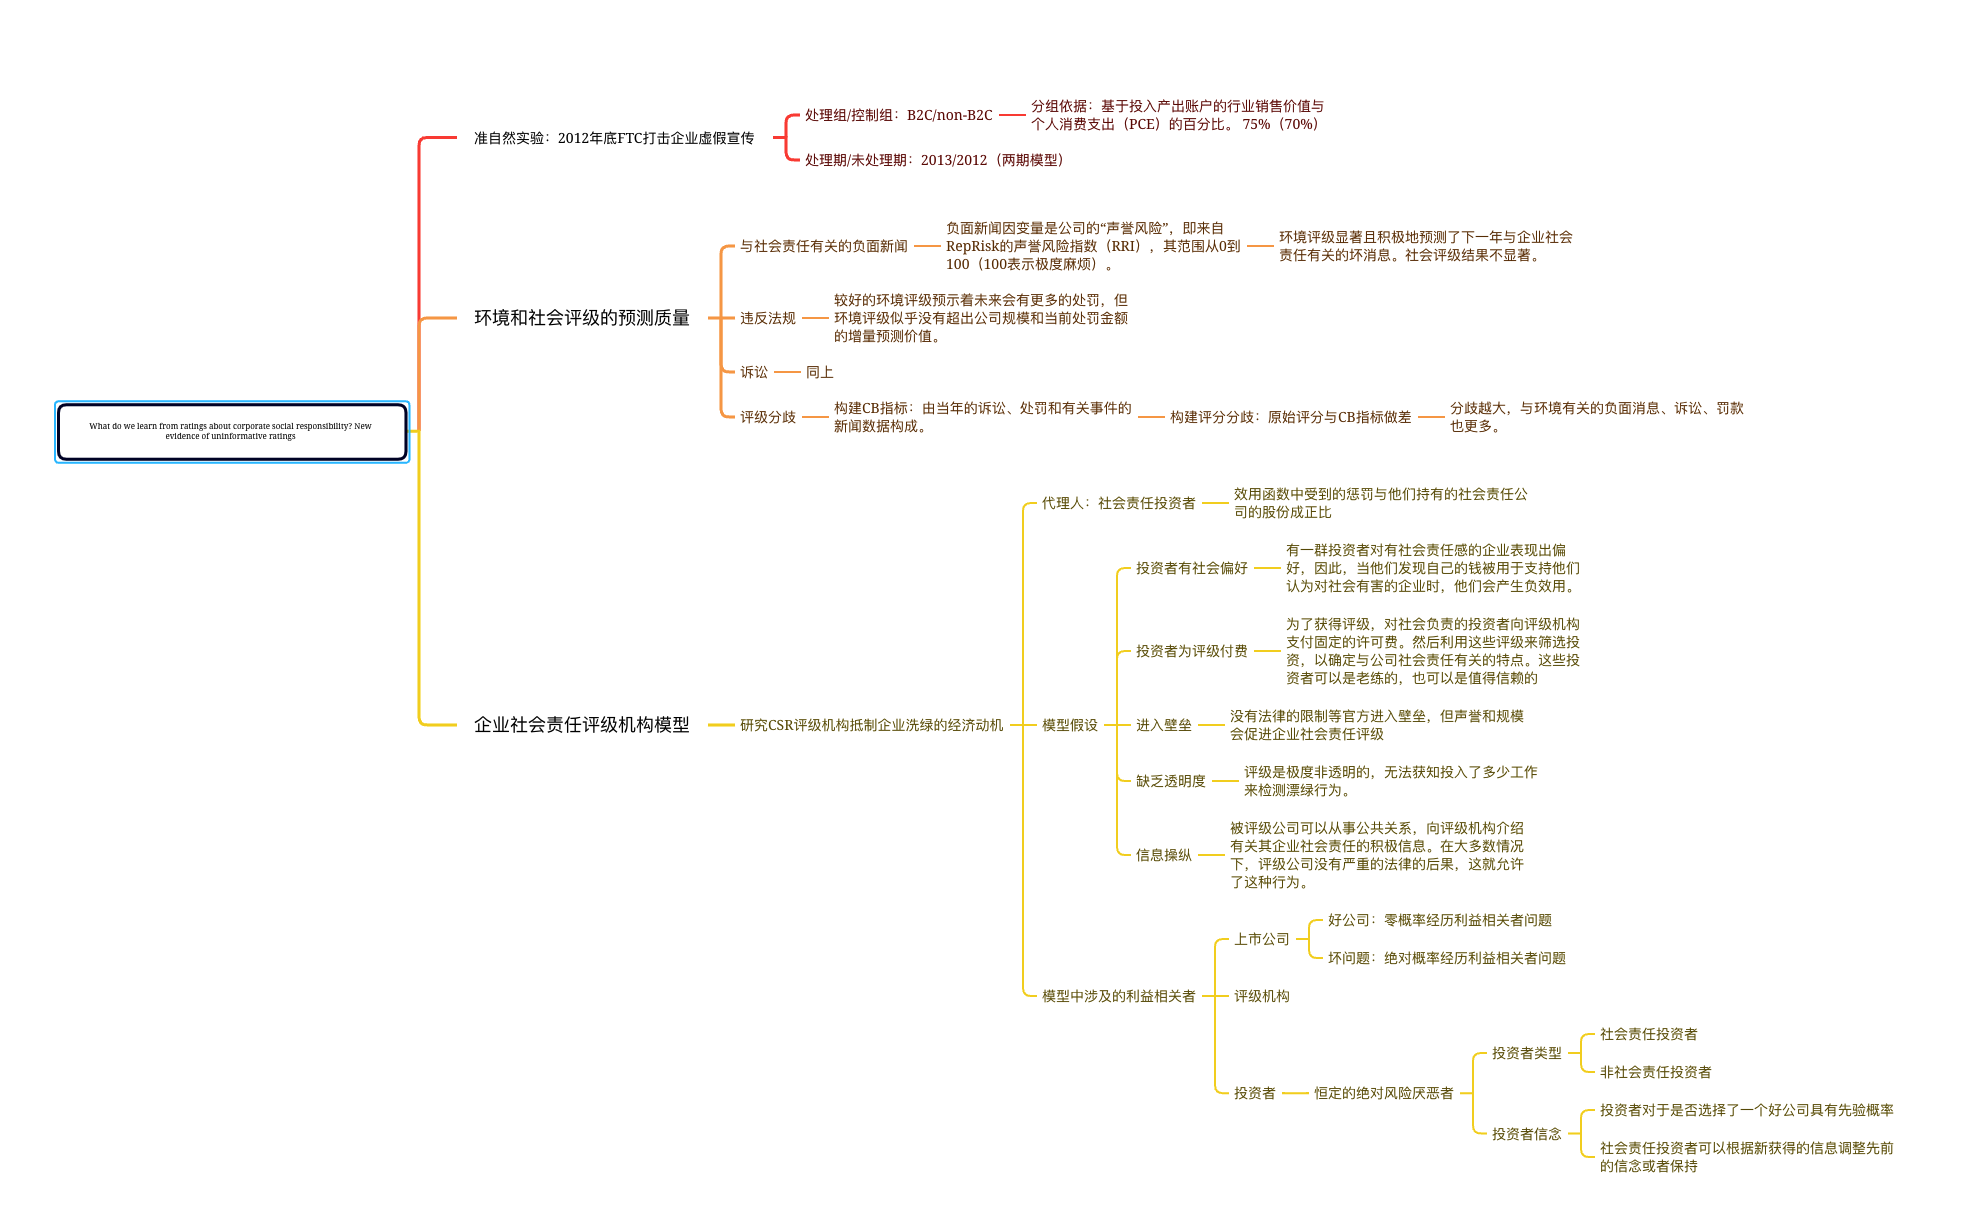 What do we learn from ratings about corporate social responsibility? New
evidence of uninformative ratings
准自然实验：2012年底FTC打击企业虚假宣传
处理组/控制组：B2C/non-B2C
分组依据：基于投入产出账户的行业销售价值与
个人消费支出（PCE）的百分比。 75%（70%）
处理期/未处理期：2013/2012（两期模型）
环境和社会评级的预测质量
与社会责任有关的负面新闻
负面新闻因变量是公司的“声誉风险”，即来自
RepRisk的声誉风险指数（RRI），其范围从0到
100（100表示极度麻烦）。
环境评级显著且积极地预测了下一年与企业社会
责任有关的坏消息。社会评级结果不显著。
违反法规
较好的环境评级预示着未来会有更多的处罚，但
环境评级似乎没有超出公司规模和当前处罚金额
的增量预测价值。
诉讼
同上
评级分歧
构建CB指标：由当年的诉讼、处罚和有关事件的
新闻数据构成。
构建评分分歧：原始评分与CB指标做差
分歧越大，与环境有关的负面消息、诉讼、罚款
也更多。
企业社会责任评级机构模型
研究CSR评级机构抵制企业洗绿的经济动机
代理人：社会责任投资者
效用函数中受到的惩罚与他们持有的社会责任公
司的股份成正比
模型假设
投资者有社会偏好
有一群投资者对有社会责任感的企业表现出偏
好，因此，当他们发现自己的钱被用于支持他们
认为对社会有害的企业时，他们会产生负效用。
投资者为评级付费
为了获得评级，对社会负责的投资者向评级机构
支付固定的许可费。然后利用这些评级来筛选投
资，以确定与公司社会责任有关的特点。这些投
资者可以是老练的，也可以是值得信赖的
进入壁垒
没有法律的限制等官方进入壁垒，但声誉和规模
会促进企业社会责任评级
缺乏透明度
评级是极度非透明的，无法获知投入了多少工作
来检测漂绿行为。
信息操纵
被评级公司可以从事公共关系，向评级机构介绍
有关其企业社会责任的积极信息。在大多数情况
下，评级公司没有严重的法律的后果，这就允许
了这种行为。
模型中涉及的利益相关者
上市公司
好公司：零概率经历利益相关者问题
坏问题：绝对概率经历利益相关者问题
评级机构
投资者
恒定的绝对风险厌恶者
投资者类型
社会责任投资者
非社会责任投资者
投资者信念
投资者对于是否选择了一个好公司具有先验概率
社会责任投资者可以根据新获得的信息调整先前
的信念或者保持